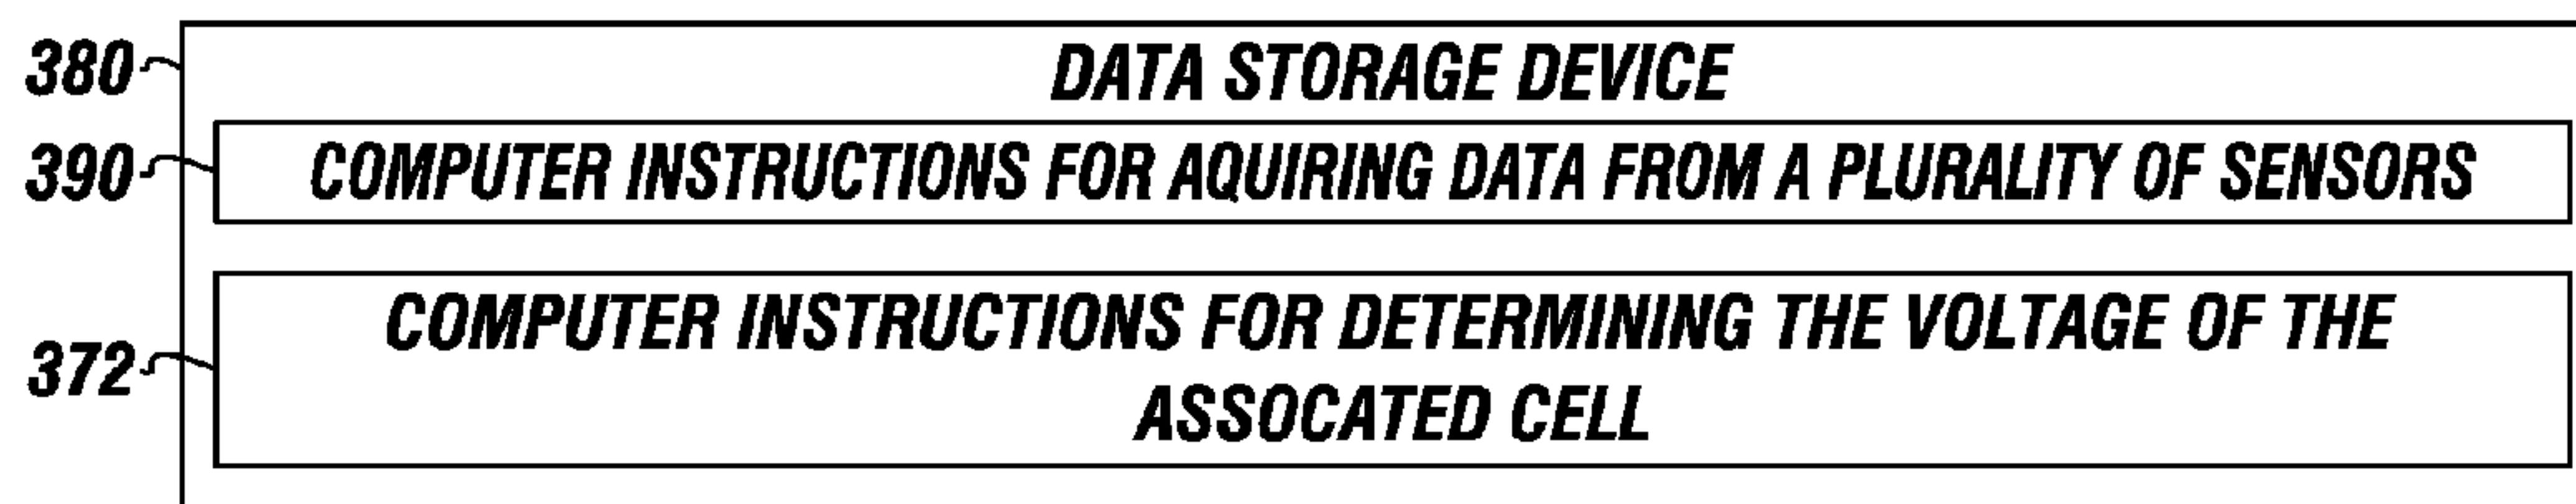 380 DATA STORAGE DEVICE
390 COMPUTER INSTRUCTIONS FOR AQUIRING DATA FROM A PLURALITY OF SENSORS
COMPUTER INSTRUCTIONS FOR DETERMINING THE VOLTAGE OF THE
372
ASSOCATED CELL